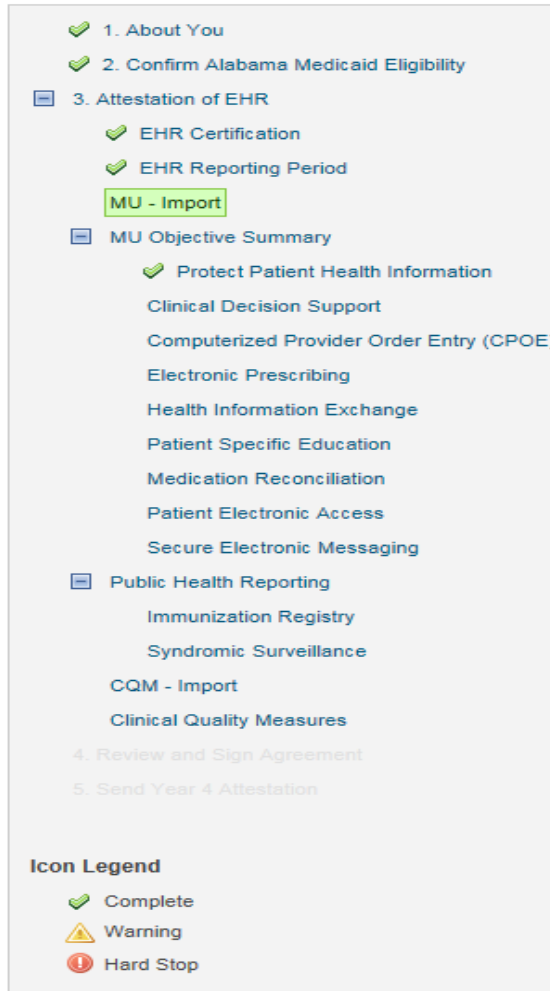 1. About You
2. Confirm Alabama Medicaid Eligibility
3. Attestation of EHR
EHR Certification
EHR Reporting Period
MU - Import
MU Objective Summary
Protect Patient Health Information
Clinical Decision Support
Computerized Provider Order Entry (CPOE
Electronic Prescribing
Health Information Exchange
Patient Specific Education
Medication Reconciliation
Patient Electronic Access
Secure Electronic Messaging
Public Health Reporting
Immunization Registry
Syndromic Surveillance
CQM - Import
Clinical Quality Measures
4. Review and Sign Agreement
5. Send Year 4 Attestation
Icon Legend
Complete
Warning
Hard Stop